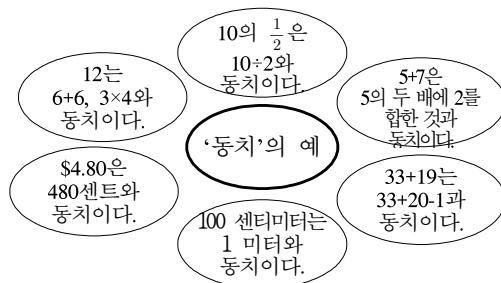 10의 1/2 은
10÷2와
동치이다.
12는
6+6, 3×4와
동치이다.
5+7은
5의 두 배에 2를
합한 것과
동치이다.
‘동치’의 예
$4.80은
480센트와
동치이다.
33+19는
33+20-1과
동치이다.
100 센티미터는
1 미터와
동치이다.